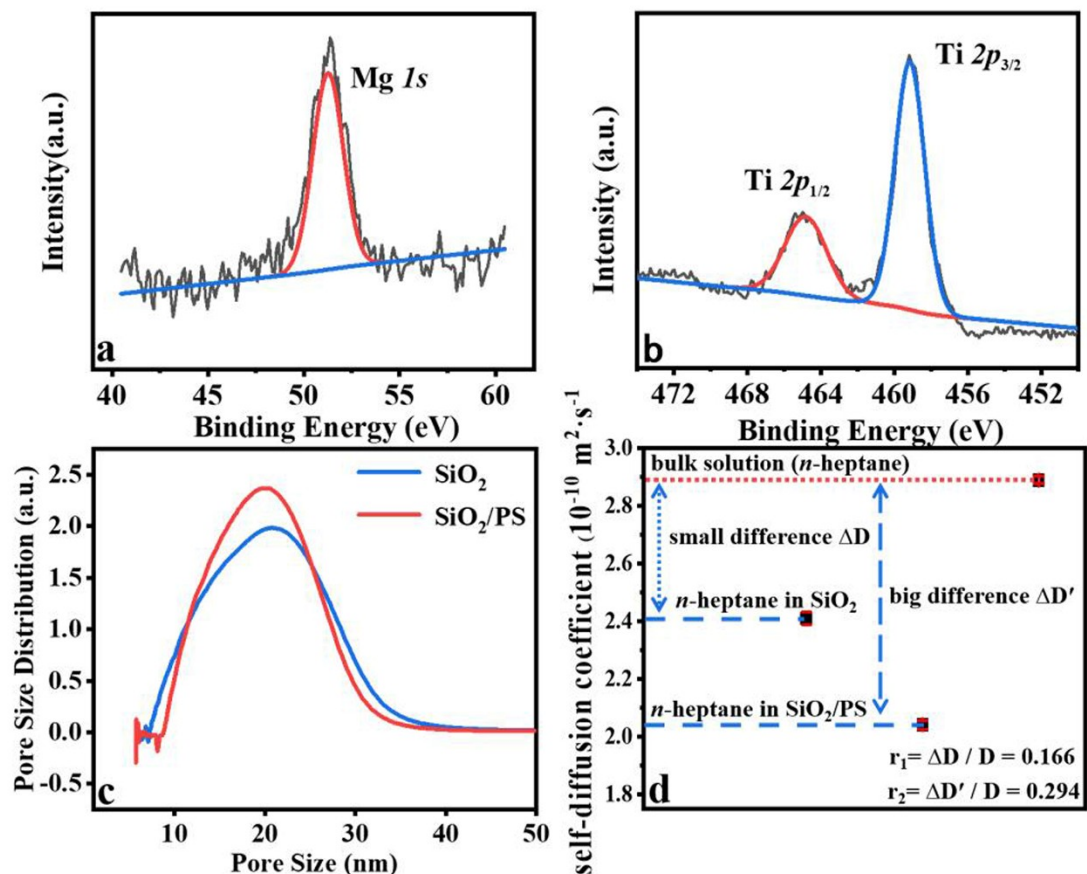 Intensity(a.u.)
Mg 1s
a
40 45 50 55 60
Binding Energy (eV)
Intensity (a.u.)
Ti 2p3/2
Ti 2p1/2
b
472 468 464 460 456 452
Binding Energy (eV)
Pore Size Distribution (a.u.)
2.5
2.0
1.5
1.0
0.5
0.0
-0.5
SiO2
SiO2/PS
c
10 20 30 40 50
Pore Size (nm)
self-diffusion coefficient (10-10 m2·s-1
3.0
2.8
2.6
2.4
2.2
2.0
1.8
bulk solution (n-heptane)
small difference ΔD
n-heptane in SiO2
big difference ΔD′
n-heptane in SiO2/PS
r1= ΔD / D = 0.166
r2= ΔD′ / D = 0.294
d